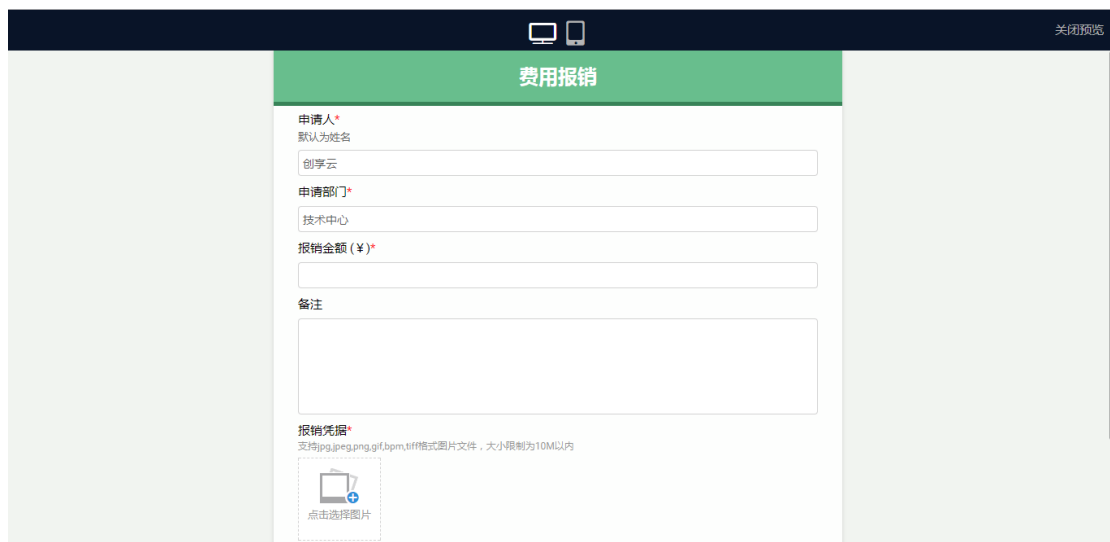 关闭预览
费用报销
申请人*
默认为姓名
创享云
申请部门*
技术中心
报销金额 (¥)*
备注
报销凭据*
支持jpg,jpeg,png,gif,bpm,tiff格式图片文件，大小限制为10M以内
点击选择图片